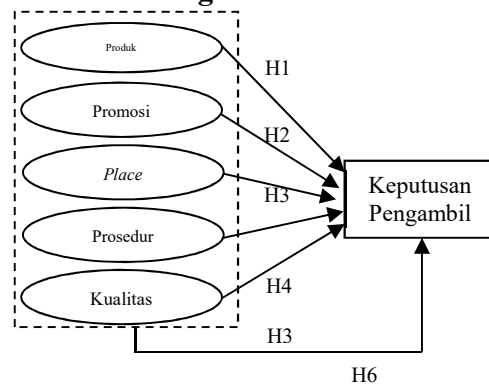 Produk
H1
Promosi
H2
Place
H3
Keputusan
Pengambil
Prosedur
Kualitas
H4
H3
H6